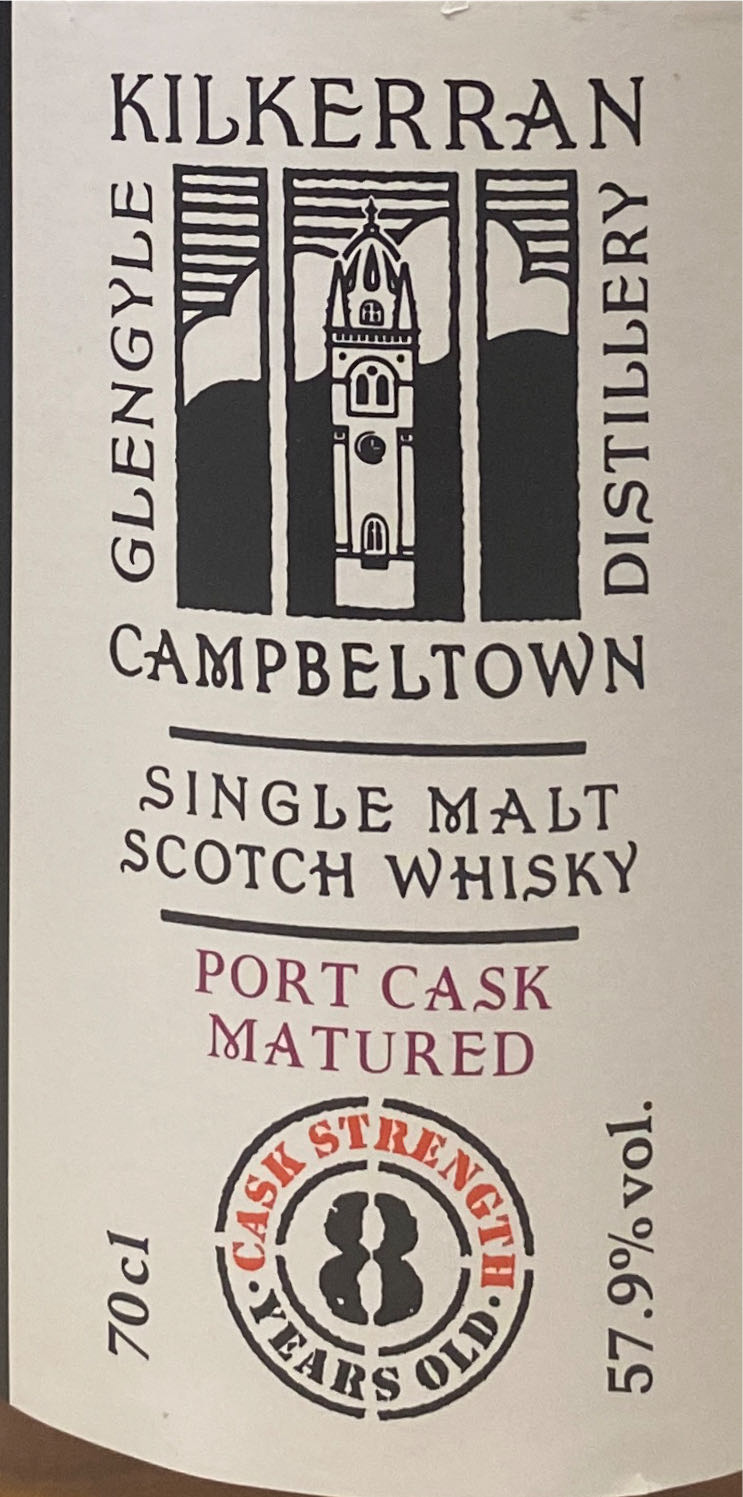 KILKERRAN
GLENGYLE
DISTILLERY
CAMPBELTOWN
SINGLE MALT
SCOTCH WHISKY
PORT CASK
MATURED
CASK STRENGTH
8
·YEARS OLD·
70cl
57.9% vol.